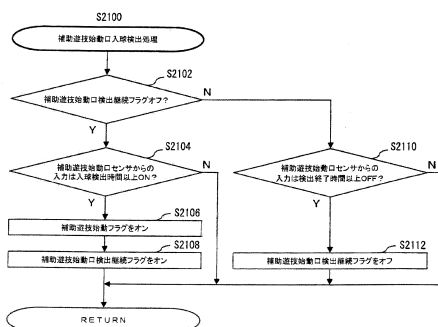 S2100
補助遊技始動口入球検出処理
S2102
補助遊技始動口検出継続フラグオフ?
N
Y
S2104
補助遊技始動口センサからの
入力は入球検出時間以上ON?
N
Y
S2110
補助遊技始動口センサからの
入力は検出終了時間以上OFF?
N
Y
S2106
補助遊技始動フラグをオン
S2108
補助遊技始動口検出継続フラグをオン
S2112
補助遊技始動口検出継続フラグをオフ
RETURN